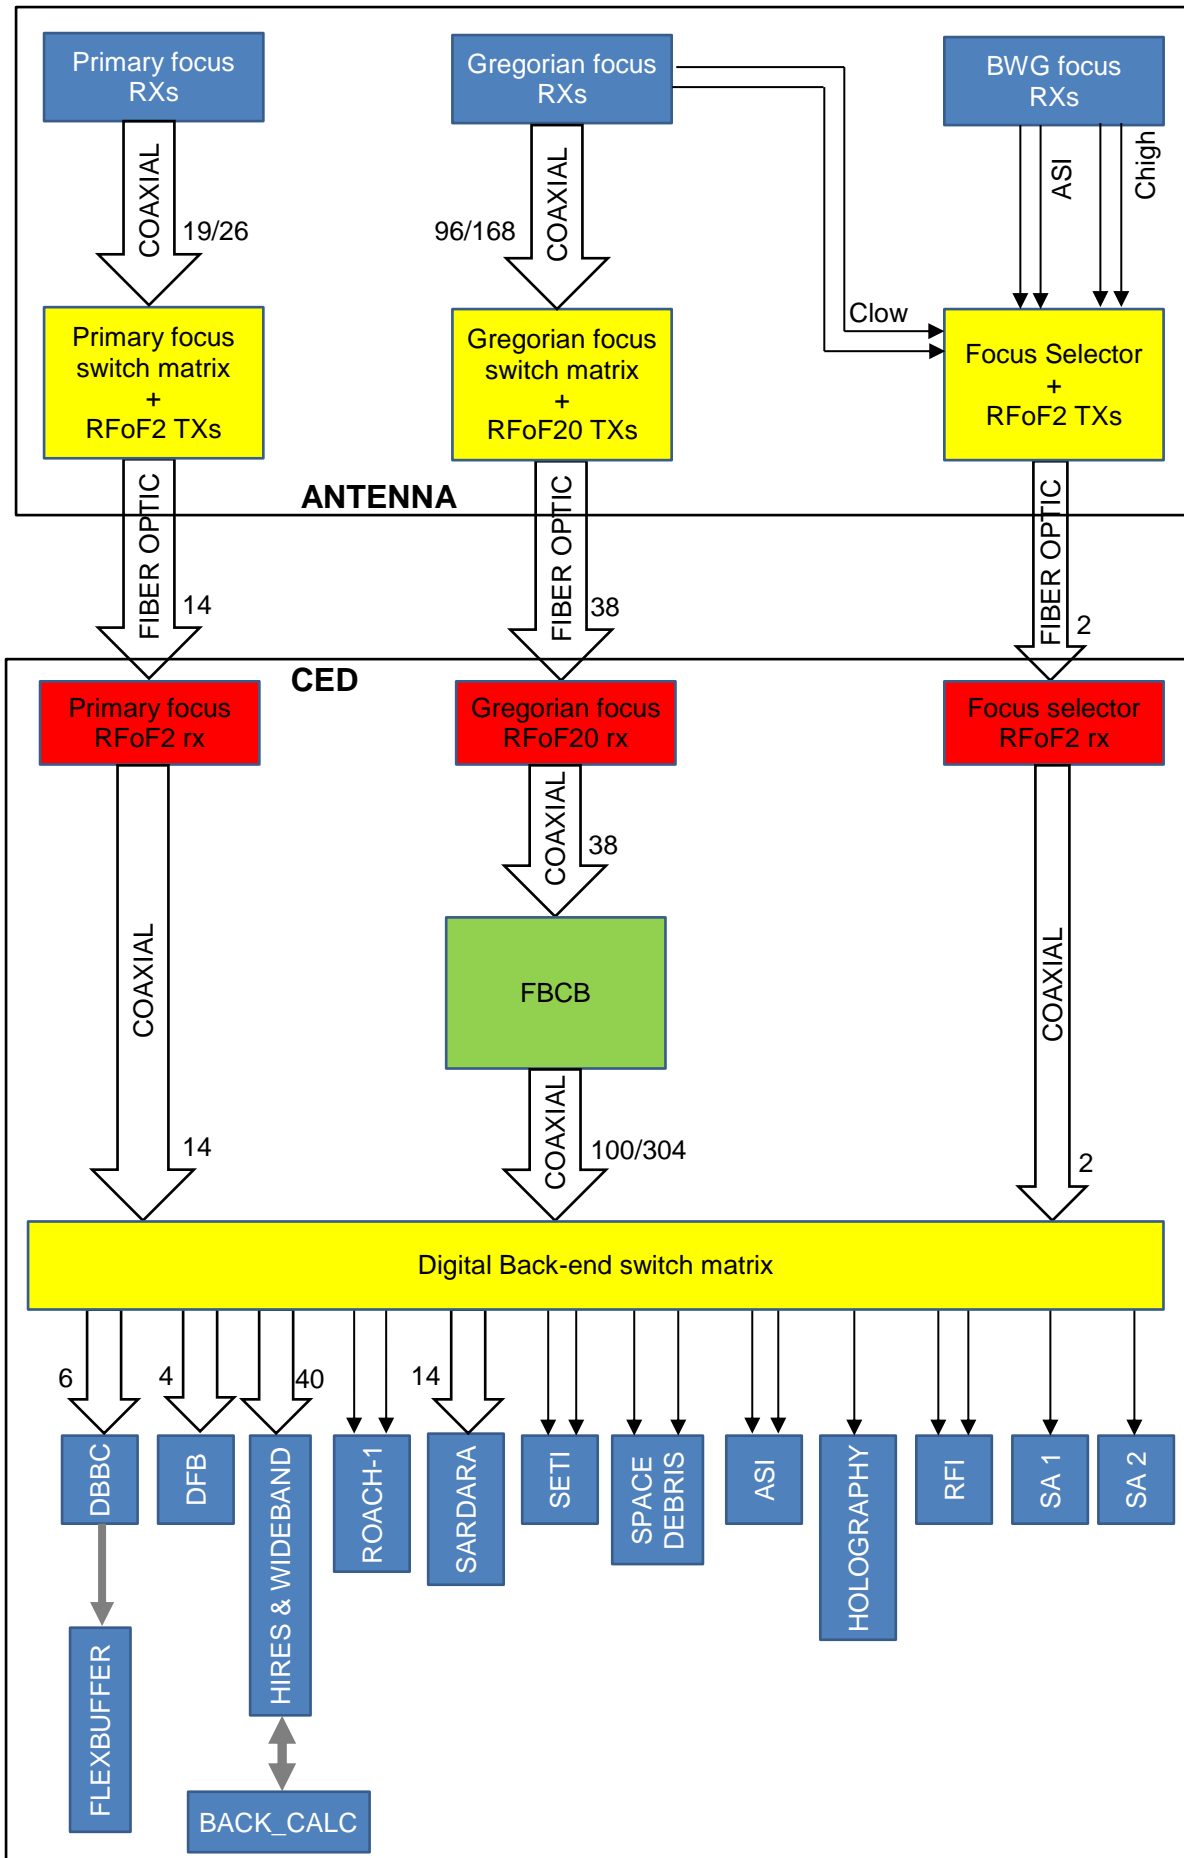 Primary focus
RXs
Gregorian focus
RXs
BWG focus
RXs
COAXIAL
19/26
96/168
COAXIAL
ASI
Chigh
Clow
Primary focus
switch matrix
+
RFoF2 TXs
Gregorian focus
switch matrix
+
RFoF20 TXs
Focus Selector
+
RFoF2 TXs
ANTENNA
FIBER OPTIC
14
FIBER OPTIC
38
FIBER OPTIC
2
CED
Primary focus
RFoF2 rx
Gregorian focus
RFoF20 rx
Focus selector
RFoF2 rx
COAXIAL
38
FBCB
COAXIAL
14
COAXIAL
100/304
COAXIAL
2
Digital Back-end switch matrix
6
4
40
14
DBBC
DFB
HIRES & WIDEBAND
ROACH-1
SARDARA
SETI
SPACE
DEBRIS
ASI
HOLOGRAPHY
RFI
SA 1
SA 2
FLEXBUFFER
BACK_CALC